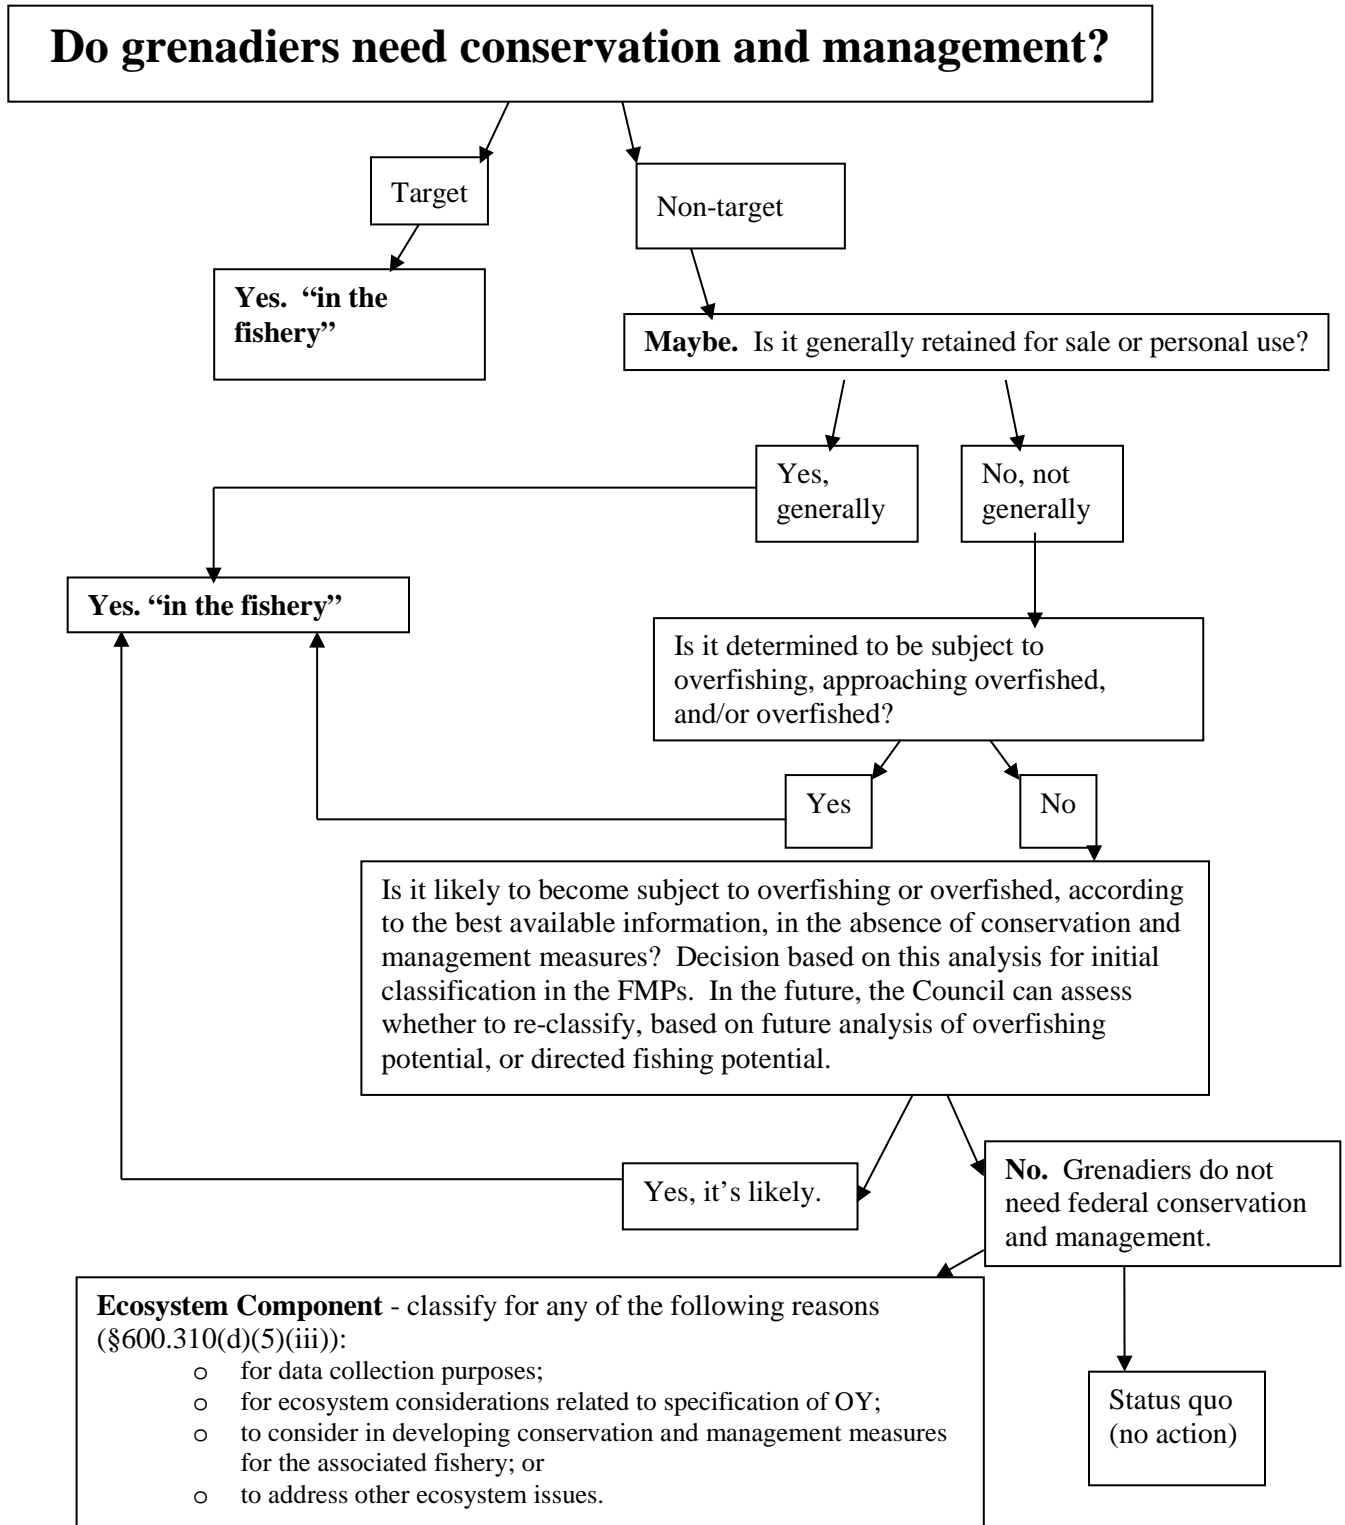 Do grenadiers need conservation and management?
Target
Non-target
Yes.  “in the
fishery”
Maybe.  Is it generally retained for sale or personal use?
Yes,
generally
No, not
generally
Yes. “in the fishery”
Is it determined to be subject to
overfishing, approaching overfished,
and/or overfished?
Yes
No
Is it likely to become subject to overfishing or overfished, according
to the best available information, in the absence of conservation and
management measures?  Decision based on this analysis for initial
classification in the FMPs.  In the future, the Council can assess
whether to re-classify, based on future analysis of overfishing
potential, or directed fishing potential.
Yes, it’s likely.
No.  Grenadiers do not
need federal conservation
and management.
Ecosystem Component - classify for any of the following reasons
(§600.310(d)(5)(iii)):
o for data collection purposes;
o for ecosystem considerations related to specification of OY;
o to consider in developing conservation and management measures
for the associated fishery; or
o to address other ecosystem issues.
Status quo
(no action)